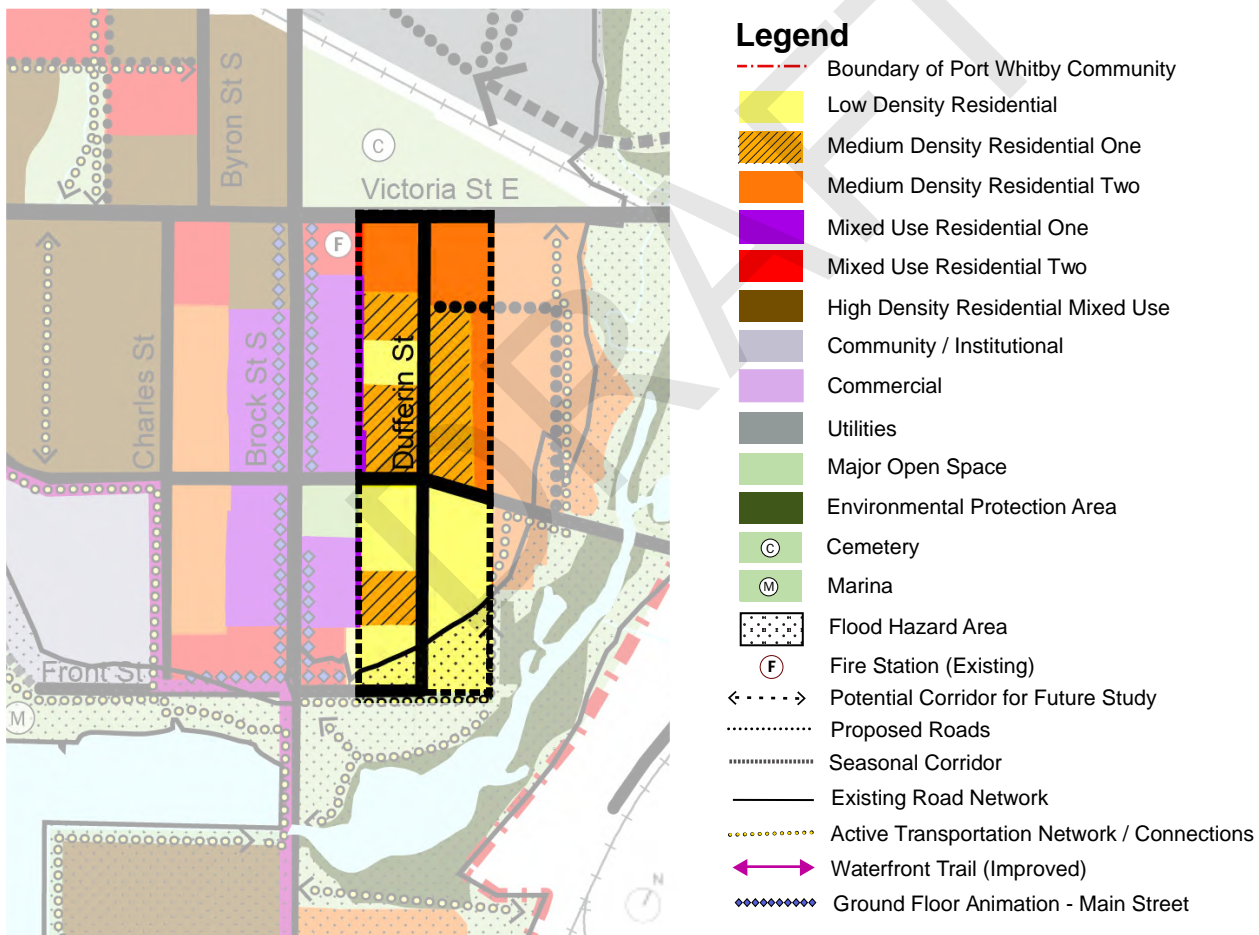 Byron St S
C
Victoria St E
F
Charles St
Brock St S
Dufferin St
Front St
M
N
DRAFT
Legend
Boundary of Port Whitby Community
Low Density Residential
Medium Density Residential One
Medium Density Residential Two
Mixed Use Residential One
Mixed Use Residential Two
High Density Residential Mixed Use
Community / Institutional
Commercial
Utilities
Major Open Space
Environmental Protection Area
C Cemetery
M Marina
Flood Hazard Area
F Fire Station (Existing)
Potential Corridor for Future Study
Proposed Roads
Seasonal Corridor
Existing Road Network
Active Transportation Network / Connections
Waterfront Trail (Improved)
Ground Floor Animation - Main Street